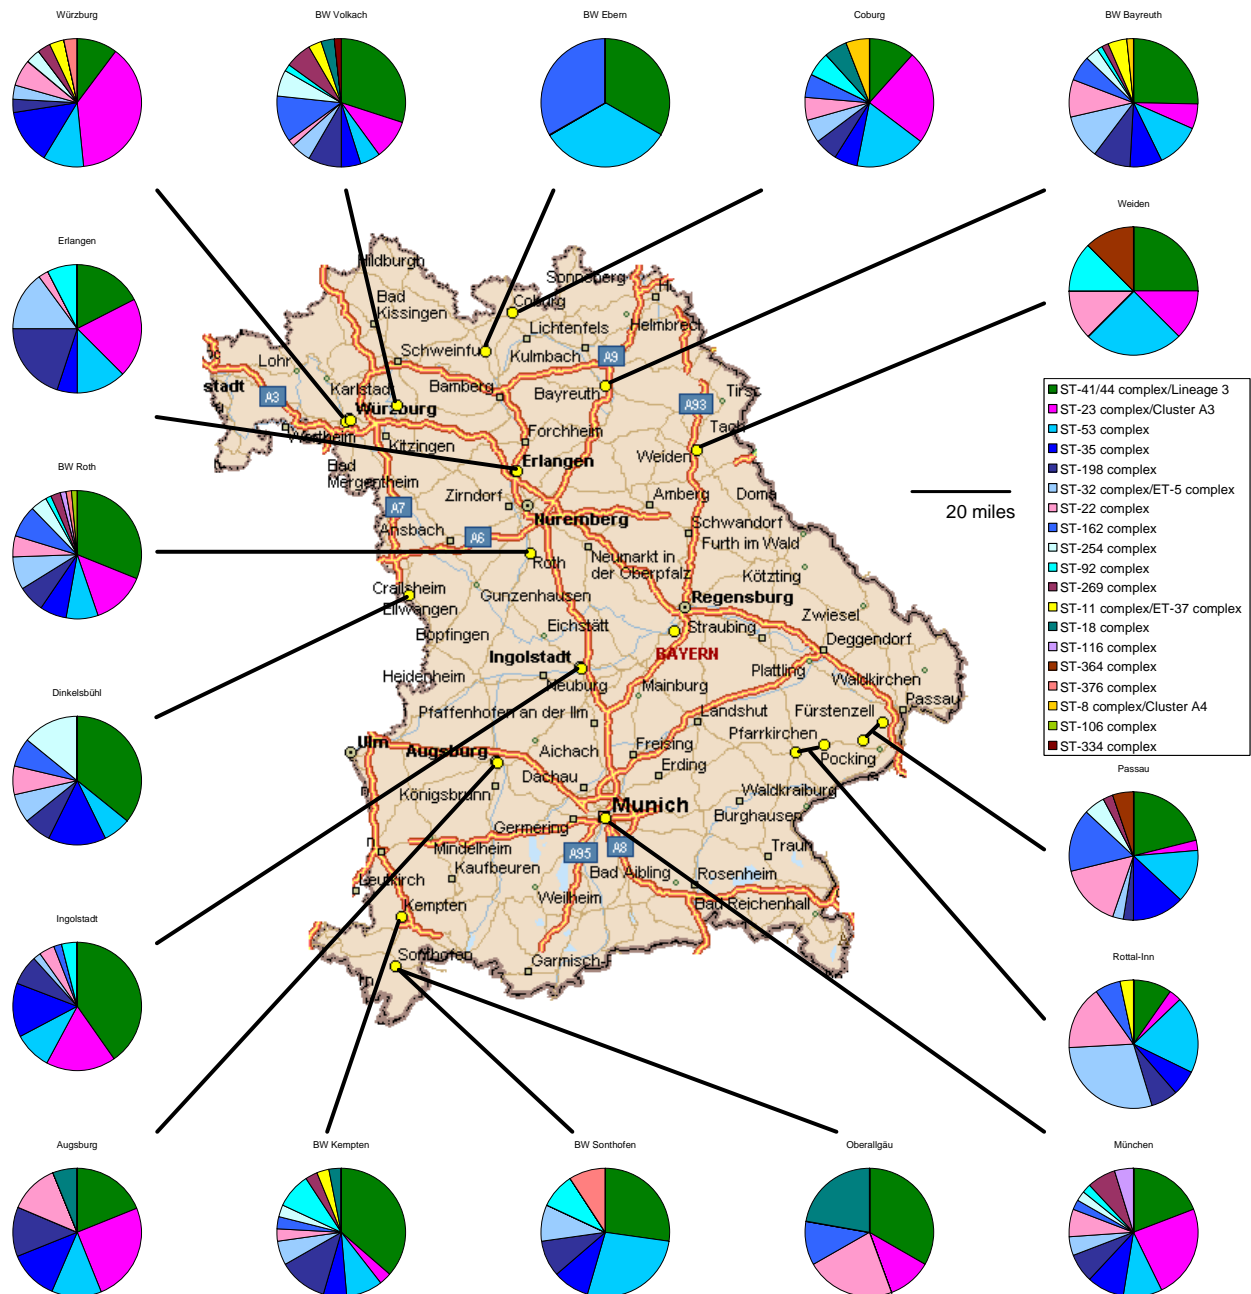 Würzburg
BW Volkach
BW Ebern
Coburg
BW Bayreuth
Weiden
Erlangen
BW Roth
Dinkelsbühl
Ingolstadt
Augsburg
BW Kempten
BW Sonthofen
Oberallgäu
München
Rottal-Inn
Passau
ST-41/44 complex/Lineage 3
ST-23 complex/Cluster A3
ST-53 complex
ST-35 complex
ST-198 complex
ST-32 complex/ET-5 complex
ST-22 complex
ST-162 complex
ST-254 complex
ST-92 complex
ST-269 complex
ST-11 complex/ET-37 complex
ST-18 complex
ST-116 complex
ST-364 complex
ST-376 complex
ST-8 complex/Cluster A4
ST-106 complex
ST-334 complex
20 miles
Hildburgh
Sonneberg
Bad
Kissingen
Coburg
Lichtenfels
Helmbrec
Schweinfu
Kulmbach
A9
Lohr
stadt
Karlstadt
Bamberg
Bayreuth
A3
A93
Würzburg
Wertheim
Kitzingen
Forchheim
Weiden
Bad
Mergentheim
Erlangen
Zirndorf
Amberg
A7
Nuremberg
Schwandorf
Ansbach
A6
Furth im Wald
Roth
Neumarkt in
der Oberpfalz
Kötzting
Crailsheim
Ellwangen
Gunzenhausen
Regensburg
Zwiesel
Bopfingen
Eichstätt
Straubing
Deggendorf
BAYERN
Ingolstadt
Plattling
Heidenheim
Neuburg
Mainburg
Waldkirchen
Passau
Pfaffenhofen an der Ilm
Landshut
Fürstenzell
Pfarrkirchen
Ulm
Augsburg
Aichach
Freising
Pocking
Erding
Dachau
Königsbrunn
Munich
Waldkraiburg
Burghausen
Germering
Mindelheim
A95
A8
Traun
Kaufbeuren
Bad Aibling
Rosenheim
Leutkirch
Weilheim
Bad Reichenhall
Kempten
Sonthofen
Garmisch-F